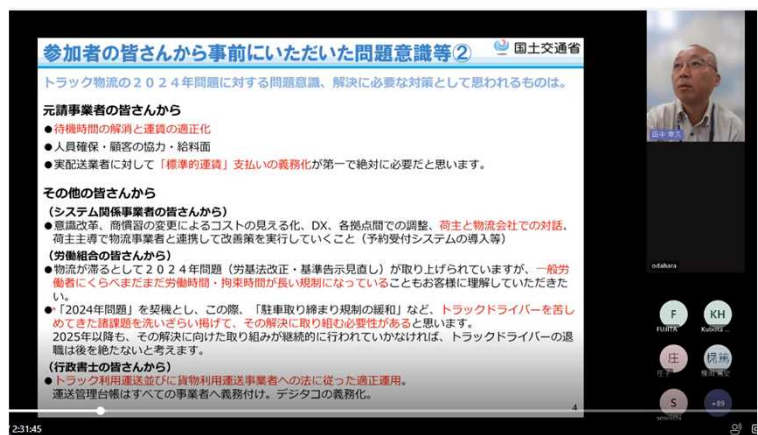 参加者の皆さんから事前にいただいた問題意識等②
国土交通省
トラック物流の2024年問題に対する問題意識、解決に必要な対策として思われるものは。
元請事業者の皆さんから
●待機時間の解消と運賃の適正化
●人員確保・顧客の協力・給料面
●実配送業者に対して「標準的運賃」支払いの義務化が第一で絶対に必要だと思います。
その他の皆さんから
（システム関係事業者の皆さんから）
●意識改革、商慣習の変更によるコストの見える化、DX、各拠点間での調整、荷主と物流会社での対話、
荷主主導で物流事業者と連携して改善策を実行していくこと（予約受付システムの導入等）
（労働組合の皆さんから）
●物流が滞るとして2024年問題（労基法改正・基準告示見直し）が取り上げられていますが、一般労
働者にくらべまだまだ労働時間・拘束時間が長い規制になっていることもお客様に理解していただきた
い。
●「2024年問題」を契機とし、この際、「駐車取り締まり規制の緩和」など、トラックドライバーを苦し
めてきた諸課題を洗いざらい掲げて、その解決に取り組む必要性があると思います。
2025年以降も、その解決に向けた取り組みが継続的に行われていかなければ、トラックドライバーの退
職は後を絶たないと考えます。
（行政書士の皆さんから）
●トラック利用運送並びに貨物利用運送事業者への法に従った適正運用。
運送管理台帳はすべての事業者へ義務付け。デジタコの義務化。
4
odahara
F
KH
FUJITA
Kubota ...
庄
S
+89
2:31:45